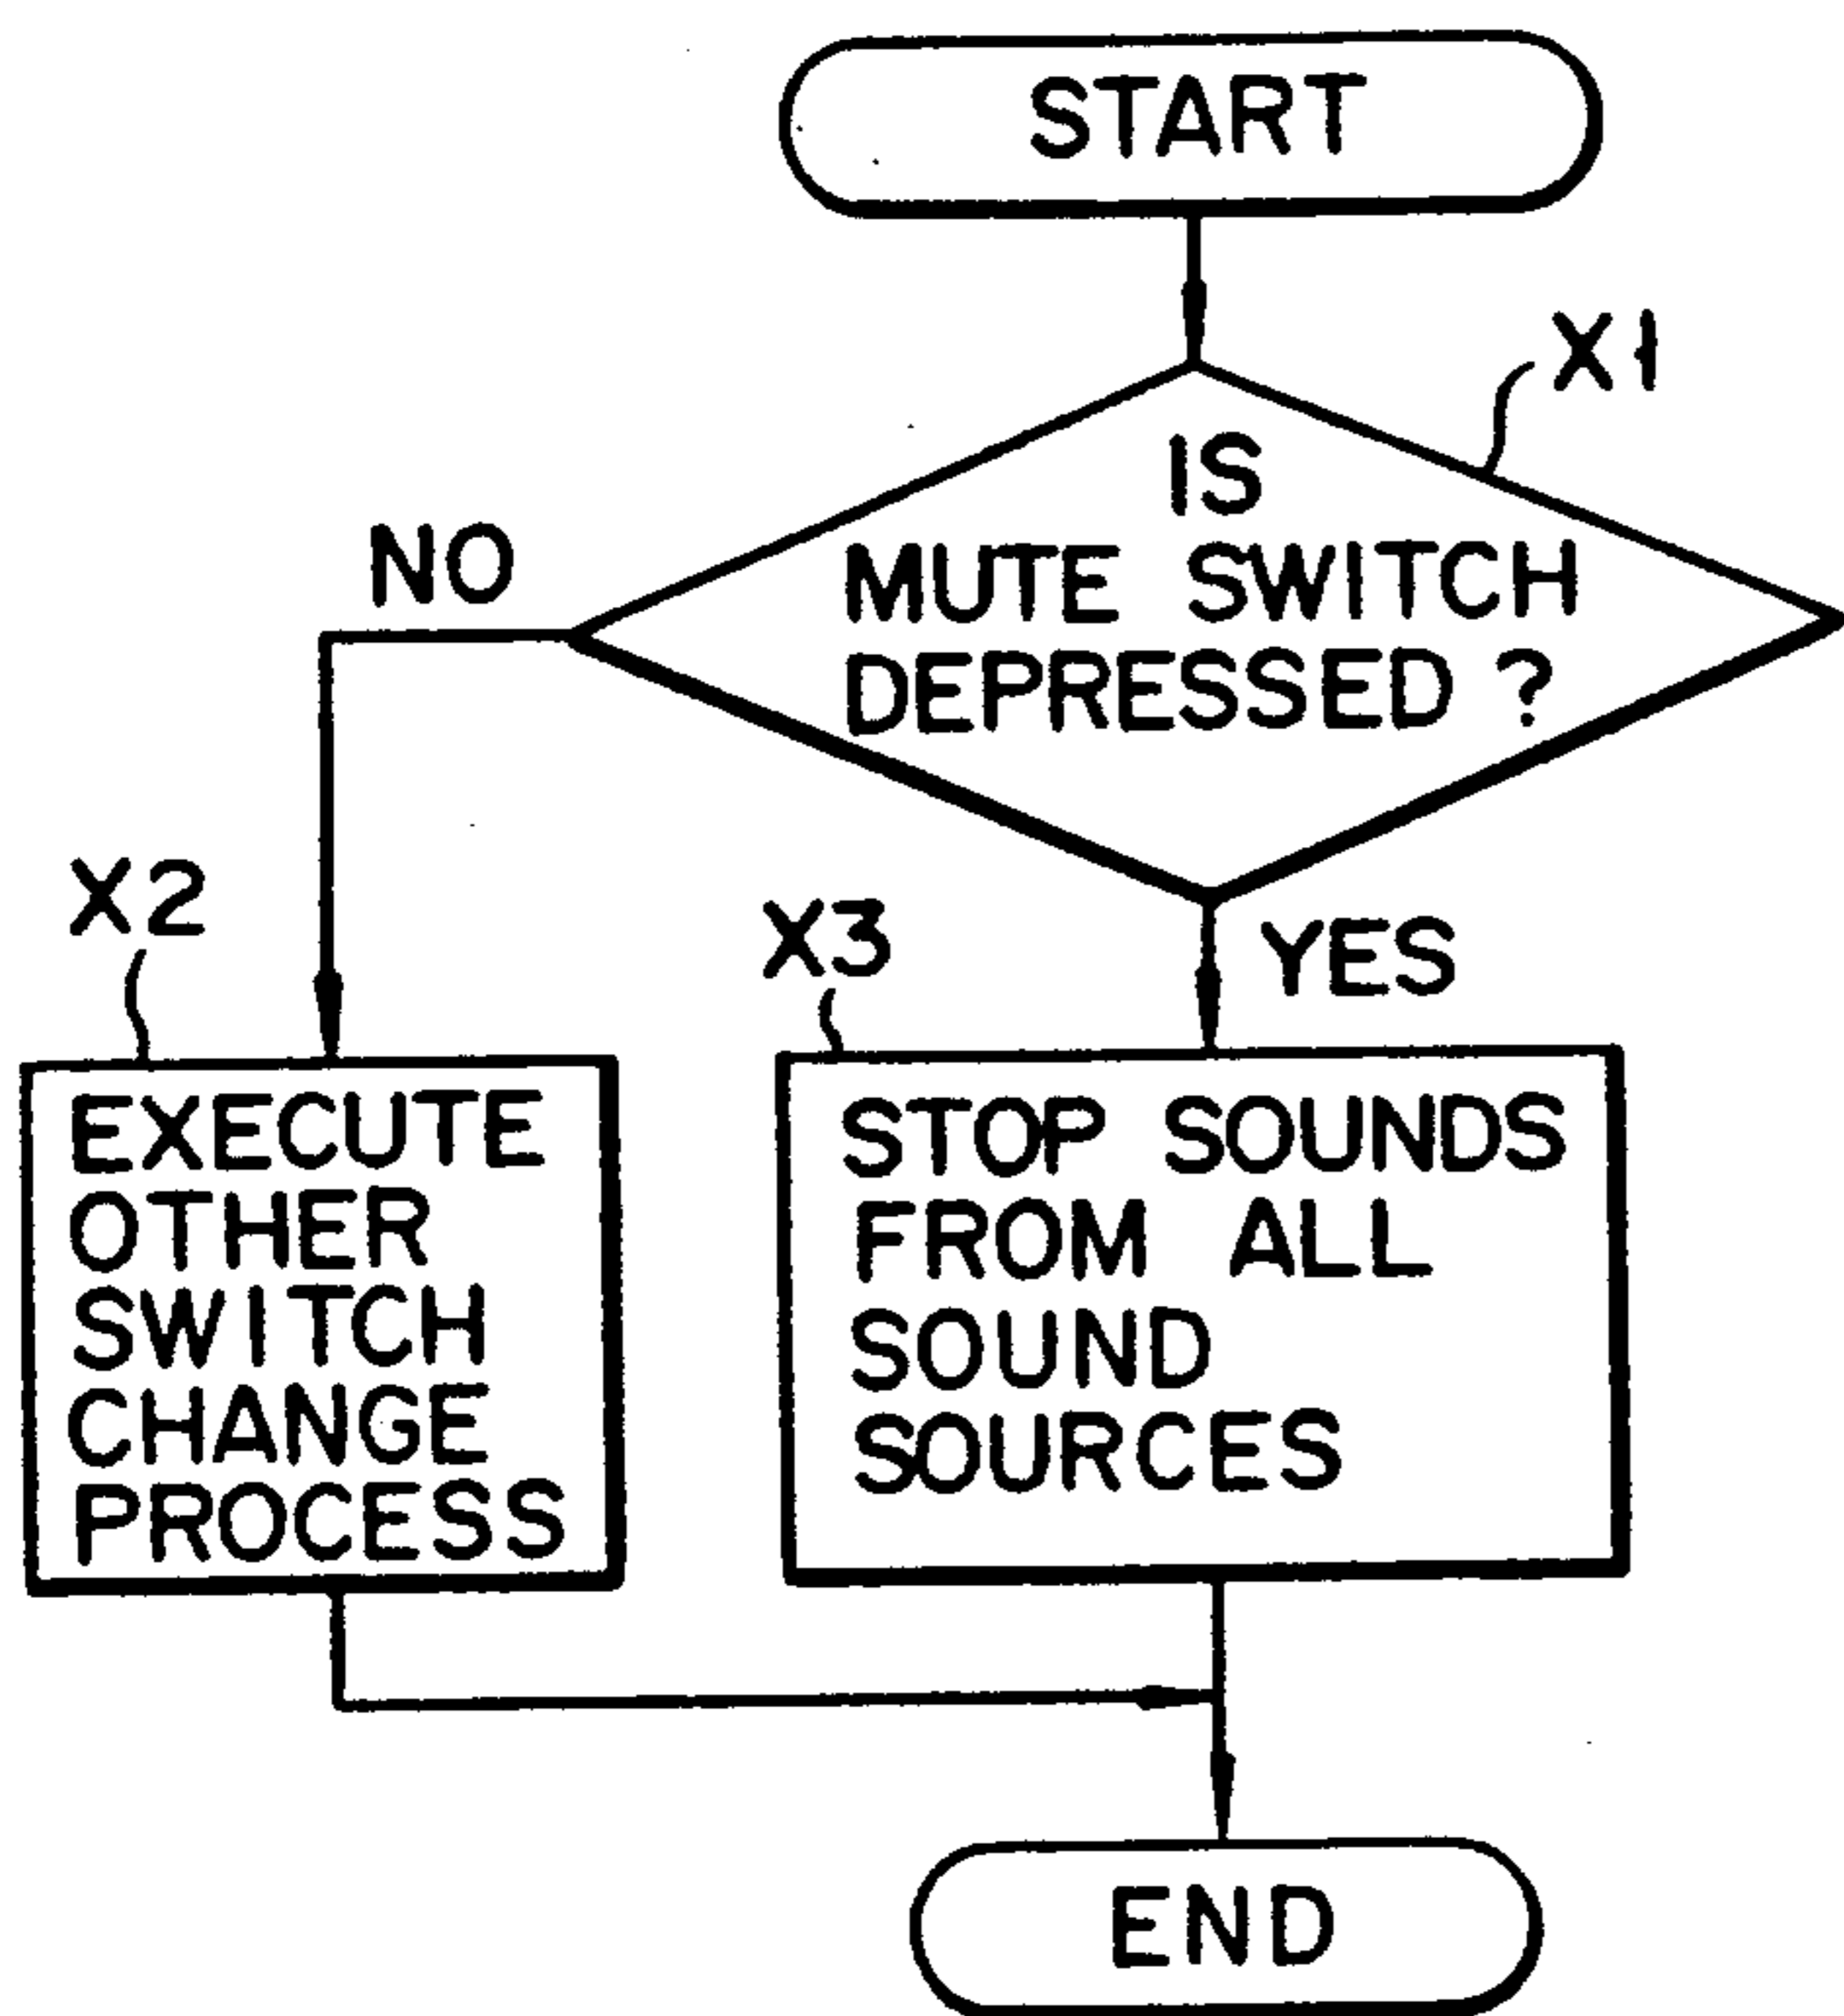 START
X1
IS
MUTE SWITCH
DEPRESSED ?
NO
YES
X2
EXECUTE
OTHER
SWITCH
CHANGE
PROCESS
X3
STOP SOUNDS
FROM ALL
SOUND
SOURCES
END